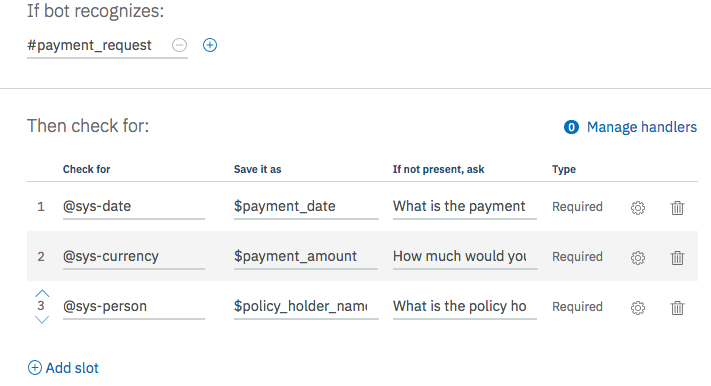 If bot recognizes:
#payment_request
Then check for:
0 Manage handlers
Check for Save it as If not present, ask Type
1 @sys-date $payment_date What is the payment Required
2 @sys-currency $payment_amount How much would you Required
3 @sys-person $policy_holder_name What is the policy ho Required
Add slot